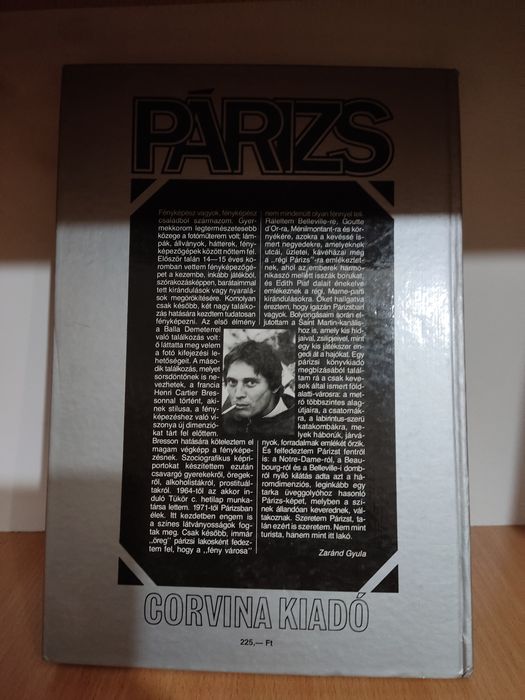 PÁRIZS
Fényképész vagyok, fényképész
családból származom. Gyer-
mekkorom legtermészetesebb
közege a fotóműterem volt: lám-
pák, állványok, hátterek, fény-
képezőgépek között nőttem fel.
Először talán 14—15 éves ko-
romban vettem fényképezőgé-
pet a kezembe, inkább játékból,
szórakozásképpen, barátaimmal
tett kirándulások vagy nyaralá-
sok megörökítésére. Komolyan
csak később, két nagy találko-
zás hatására kezdtem tudatosan
fényképezni. Az első élmény
a Balla Demeterrel
való találkozás volt:
ő láttatta meg velem
a fotó kifejezési le-
hetőségeit. A máso-
dik találkozás, melyet
sorsdöntőnek is ne-
vezhetek, a francia
Henri Cartier Bres-
sonnal történt, aki-
nek stílusa, a fény-
képezéshez való vi-
szonya új dimenzió-
kat tárt fel előttem.
Bresson hatására köteleztem el
magam végképp a fényképe-
zésnek. Szociografikus képri-
portokat készítettem ezután
csavargó gyerekekről, öregek-
ről, alkoholistákról, prostituál-
takról. 1964-től az akkor in-
duló Tükör c. hetilap munka-
társa lettem. 1971-től Párizsban
élek. Itt kezdetben engem is
a színes látványosságok fog-
tak meg. Csak később, immár
„öreg” párizsi lakosként fedez-
tem fel, hogy a „fény városa”
nem mindenütt olyan fénnyel teli.
Ráleltem Belleville-re, Goutte
d'Or-ra, Ménilmontant-ra és kör-
nyékére, azokra a kevéssé is-
mert negyedekre, amelyeknek
utcái, üzletei, kávéházai még
a „régi Párizs”-ra emlékeztet-
nek, ahol az emberek harmó-
nikaszó mellett isszák borukat,
és Edith Piaf dalait énekelve
emlékeznek a régi, Marne-parti
kirándulásokra. Őket hallgatva
éreztem, hogy igazán Párizsban
vagyok. Bolyongásaim során el-
jutottam a Saint Martin-kanális-
hoz is, amely kis híd-
jaival, zsilipjeivel, mint
egy kis játékszer en-
gedi át a hajókat. Egy
párizsi könyvkiadó
megbízásából talál-
tam rá a csak keve-
sek által ismert föld-
alatti-városra: a met-
ró többszintes alag-
útjaira, a csatornák-
ra, a labirintus-szerű
katakombákra, me-
lyek háborúk, járvá-
nyok, forradalmak emlékét őrzik.
És felfedeztem Párizst fentről
is: a Notre-Dame-ról, a Beau-
bourg-ról és a Belleville-i domb-
ról nyíló kilátás adta azt a há-
romdimenziós, leginkább egy
tarka üveggolyóhoz hasonló
Párizs-képet, melyben a szí-
nek állandóan keverednek, vál-
takoznak. Szeretem Párizst,
talán ezért is szeretem. Nem mint
turista, hanem mint itt lakó.
Zaránd Gyula
CORVINA KIADÓ
225,— Ft